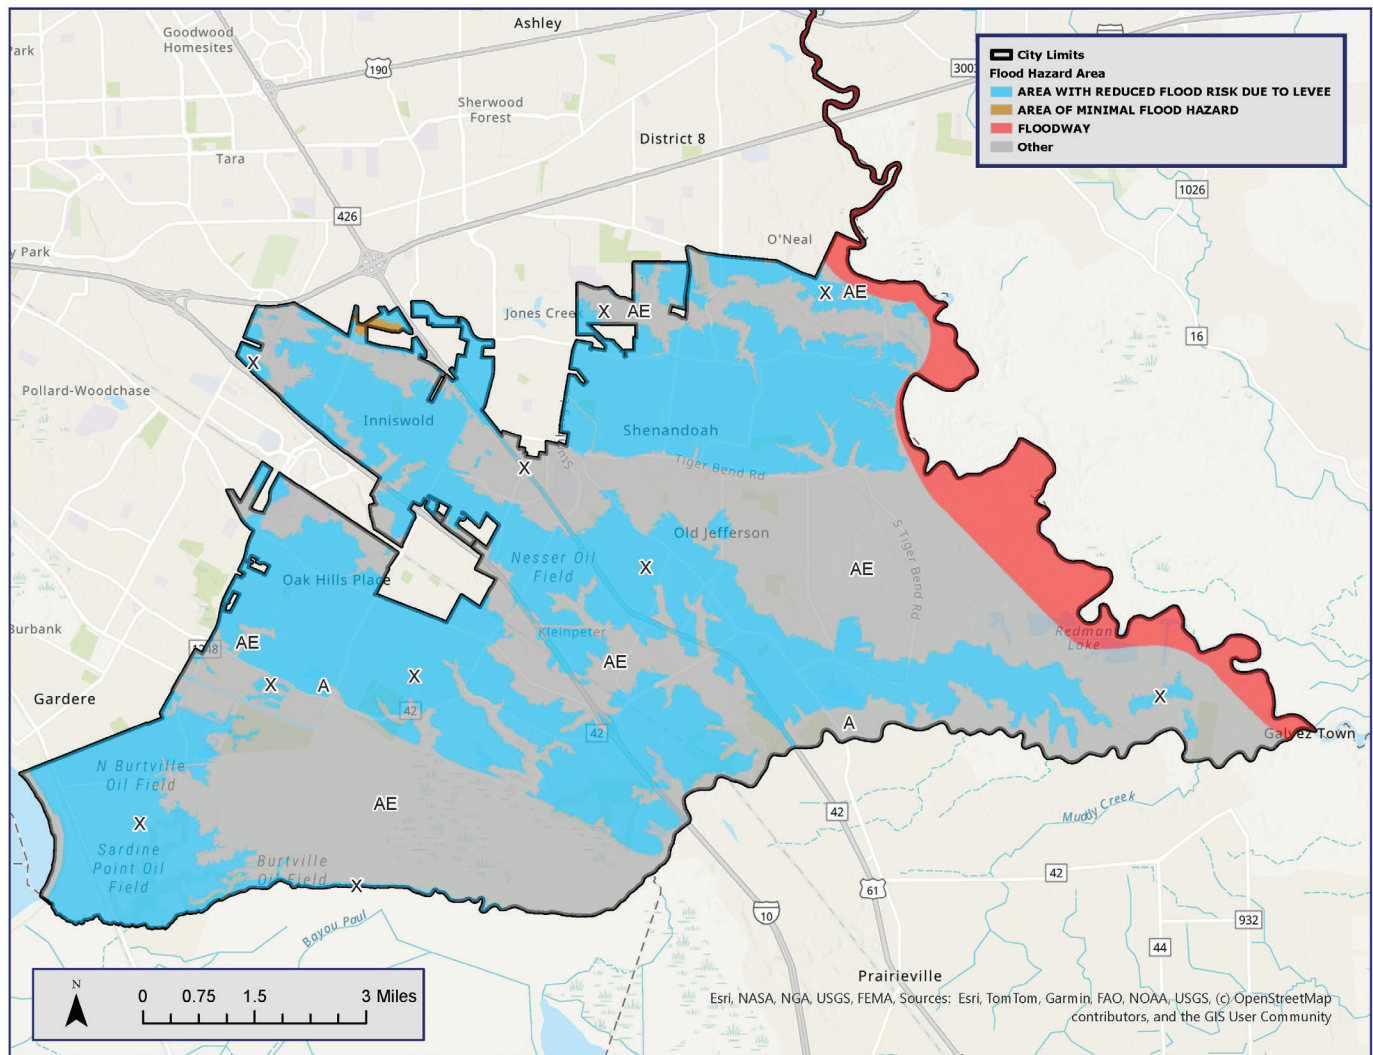 Ashley
Goodwood
Homesites
Park
190
3002
City Limits
Flood Hazard Area
AREA WITH REDUCED FLOOD RISK DUE TO LEVEE
AREA OF MINIMAL FLOOD HAZARD
FLOODWAY
Other
Sherwood
Forest
District 8
Tara
1026
426
y Park
O'Neal
X AE
Jones Creek
X AE
16
X
Pollard-Woodchase
Inniswold
Shenandoah
X
Tiger Bend Rd
Old Jefferson
S Tiger Bend Rd
Nesser Oil
Field
X
AE
Oak Hills Place
Burbank
Kleinpeter
Redman
Lake
AE
AE
X
A
X
X
Gardere
42
42
A
Galvez Town
N Burtville
Oil Field
AE
42
Muddy Creek
X
Sardine
Point Oil
Field
Burtville
Oil Field
X
42
61
10
932
Bayou Paul
44
Prairieville
N
0 0.75 1.5 3 Miles
Esri, NASA, NGA, USGS, FEMA, Sources: Esri, TomTom, Garmin, FAO, NOAA, USGS, (c) OpenStreetMap
contributors, and the GIS User Community